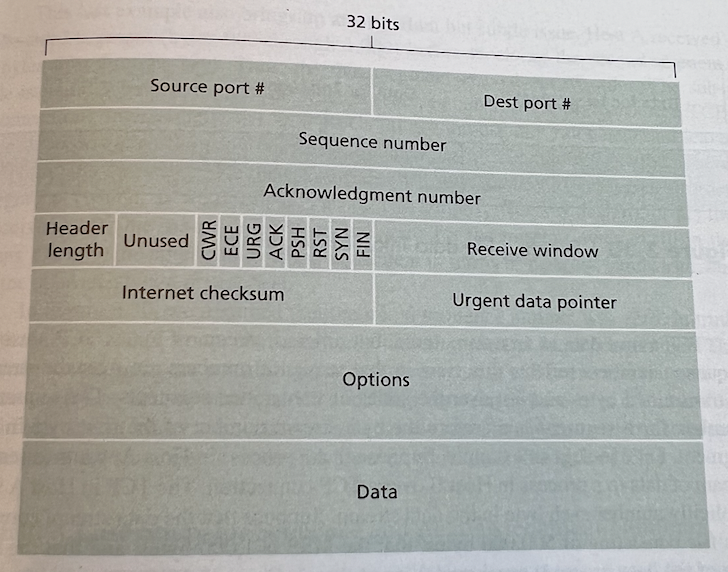 32 bits
Source port #
Dest port #
Sequence number
Acknowledgment number
Header
length
Unused
CWR
ECE
URG
ACK
PSH
RST
SYN
FIN
Receive window
Internet checksum
Urgent data pointer
Options
Data